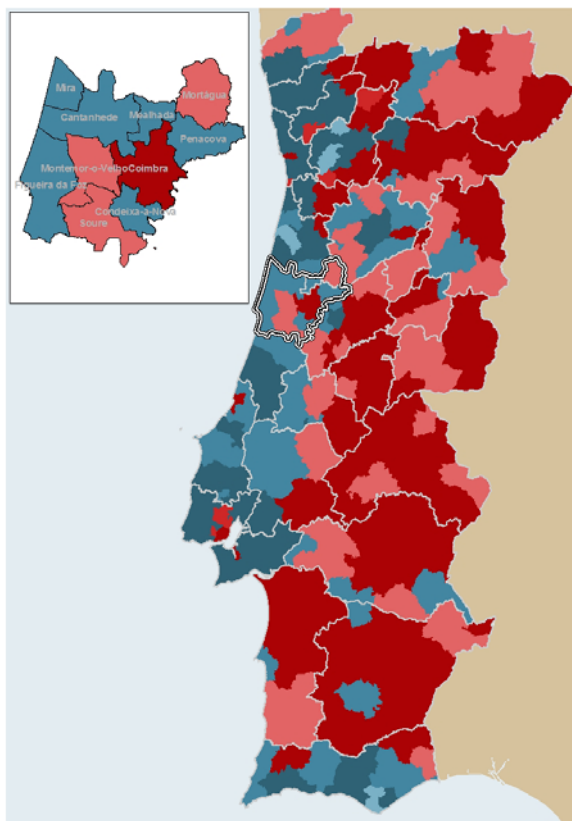 Mira
Mortágua
Cantanhede
Mealhada
Penacova
Montemor-o-Velho
Coimbra
Figueira da Foz
Condeixa-a-Nova
Soure